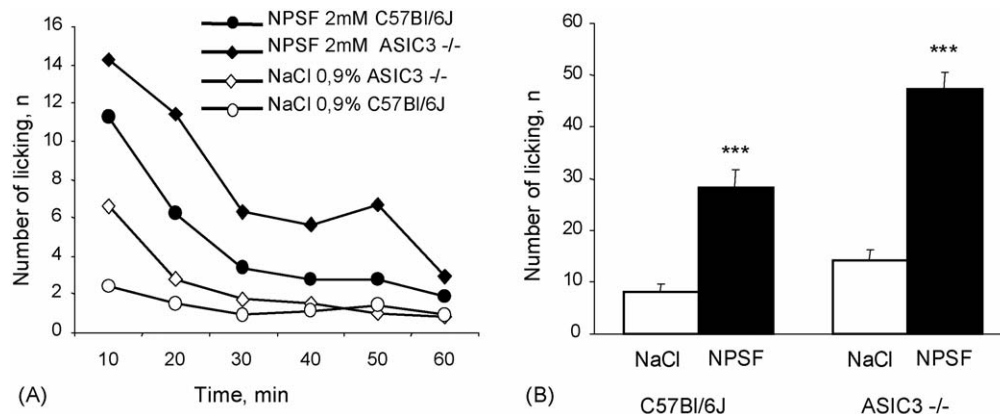 NPSF 2mM C57Bl/6J
NPSF 2mM ASIC3 -/-
NaCl 0,9% ASIC3 -/-
NaCl 0,9% C57Bl/6J
Number of licking, n
16
14
12
10
8
6
4
2
0
10 20 30 40 50 60
Time, min
(A)
Number of licking, n
60
50
40
30
20
10
0
***
***
NaCl NPSF NaCl NPSF
C57Bl/6J ASIC3 -/-
(B)